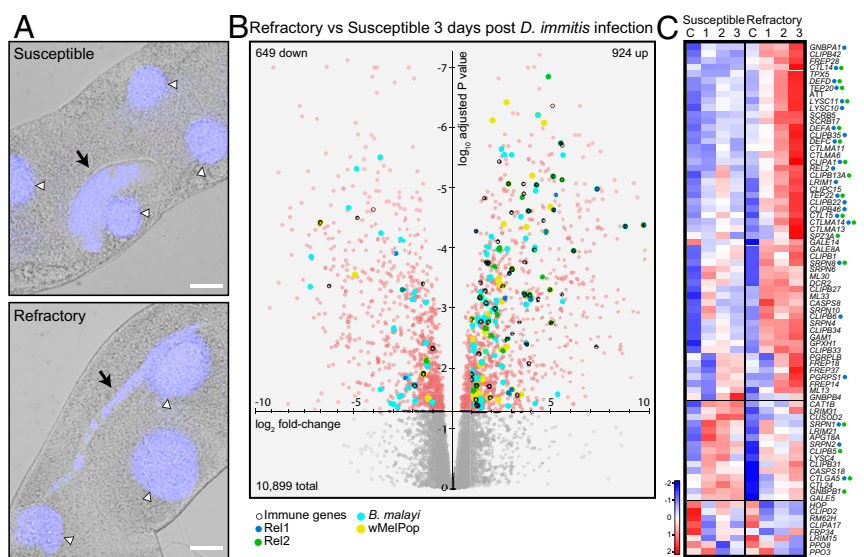 A
B
C
Susceptible
Refractory
Refractory vs Susceptible 3 days post D. immitis infection
649 down
924 up
-7
-6
-5
-4
-3
-2
-1
0
log10 adjusted P value
-10
-5
0
5
10
log2 fold-change
10,899 total
Immune genes
Rel1
Rel2
B. malayi
wMelPop
Susceptible Refractory
C 1 2 3 C 1 2 3
GNBPA1
CLIPB42
FREP28
CTL14
TPX5
DEFD
TEP20
ATT
LYSC11
LYSC10
SCRB5
SCRB17
DEFA
CLIPB35
DEFC
CTLMA11
CTLMA6
CLIPA1
REL2
CLIPB13A
LRIM1
CLIPC15
TEP22
CLIPB22
CLIPB46
CTL15
CTLMA14
CTLMA13
SPZ3A
GALE14
GALE8A
CLIPB1
SRPN8
SRPN6
ML30
DCR2
CLIPB27
ML33
CASPS8
SRPN10
CLIPB6
SRPN4
CLIPB34
GAM1
GPXH1
CLIPB33
PGRPLB
FREP18
FREP37
PGRPS1
FREP14
ML13
GNBPB4
CAT1B
LRIM31
CUSOD2
SRPN1
LRIM21
APG18A
SRPN2
CLIPB5
LYSC4
CLIPB31
CASPS18
CTLGA5
CTL24
GNBPB1
GALE5
HOP
CLIPD2
RM62H
CLIPA17
FRP34
LRIM15
PPO8
PPO3
-2
-1
0
1
2